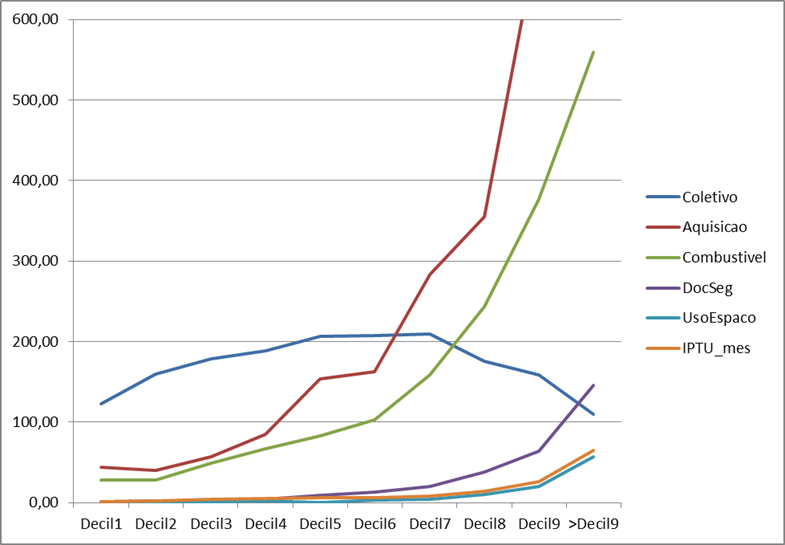 600,00
500,00
400,00
300,00
200,00
100,00
0,00
Decil1 Decil2 Decil3 Decil4 Decil5 Decil6 Decil7 Decil8 Decil9 >Decil9
Coletivo
Aquisicao
Combustivel
DocSeg
UsoEspaco
IPTU_mes